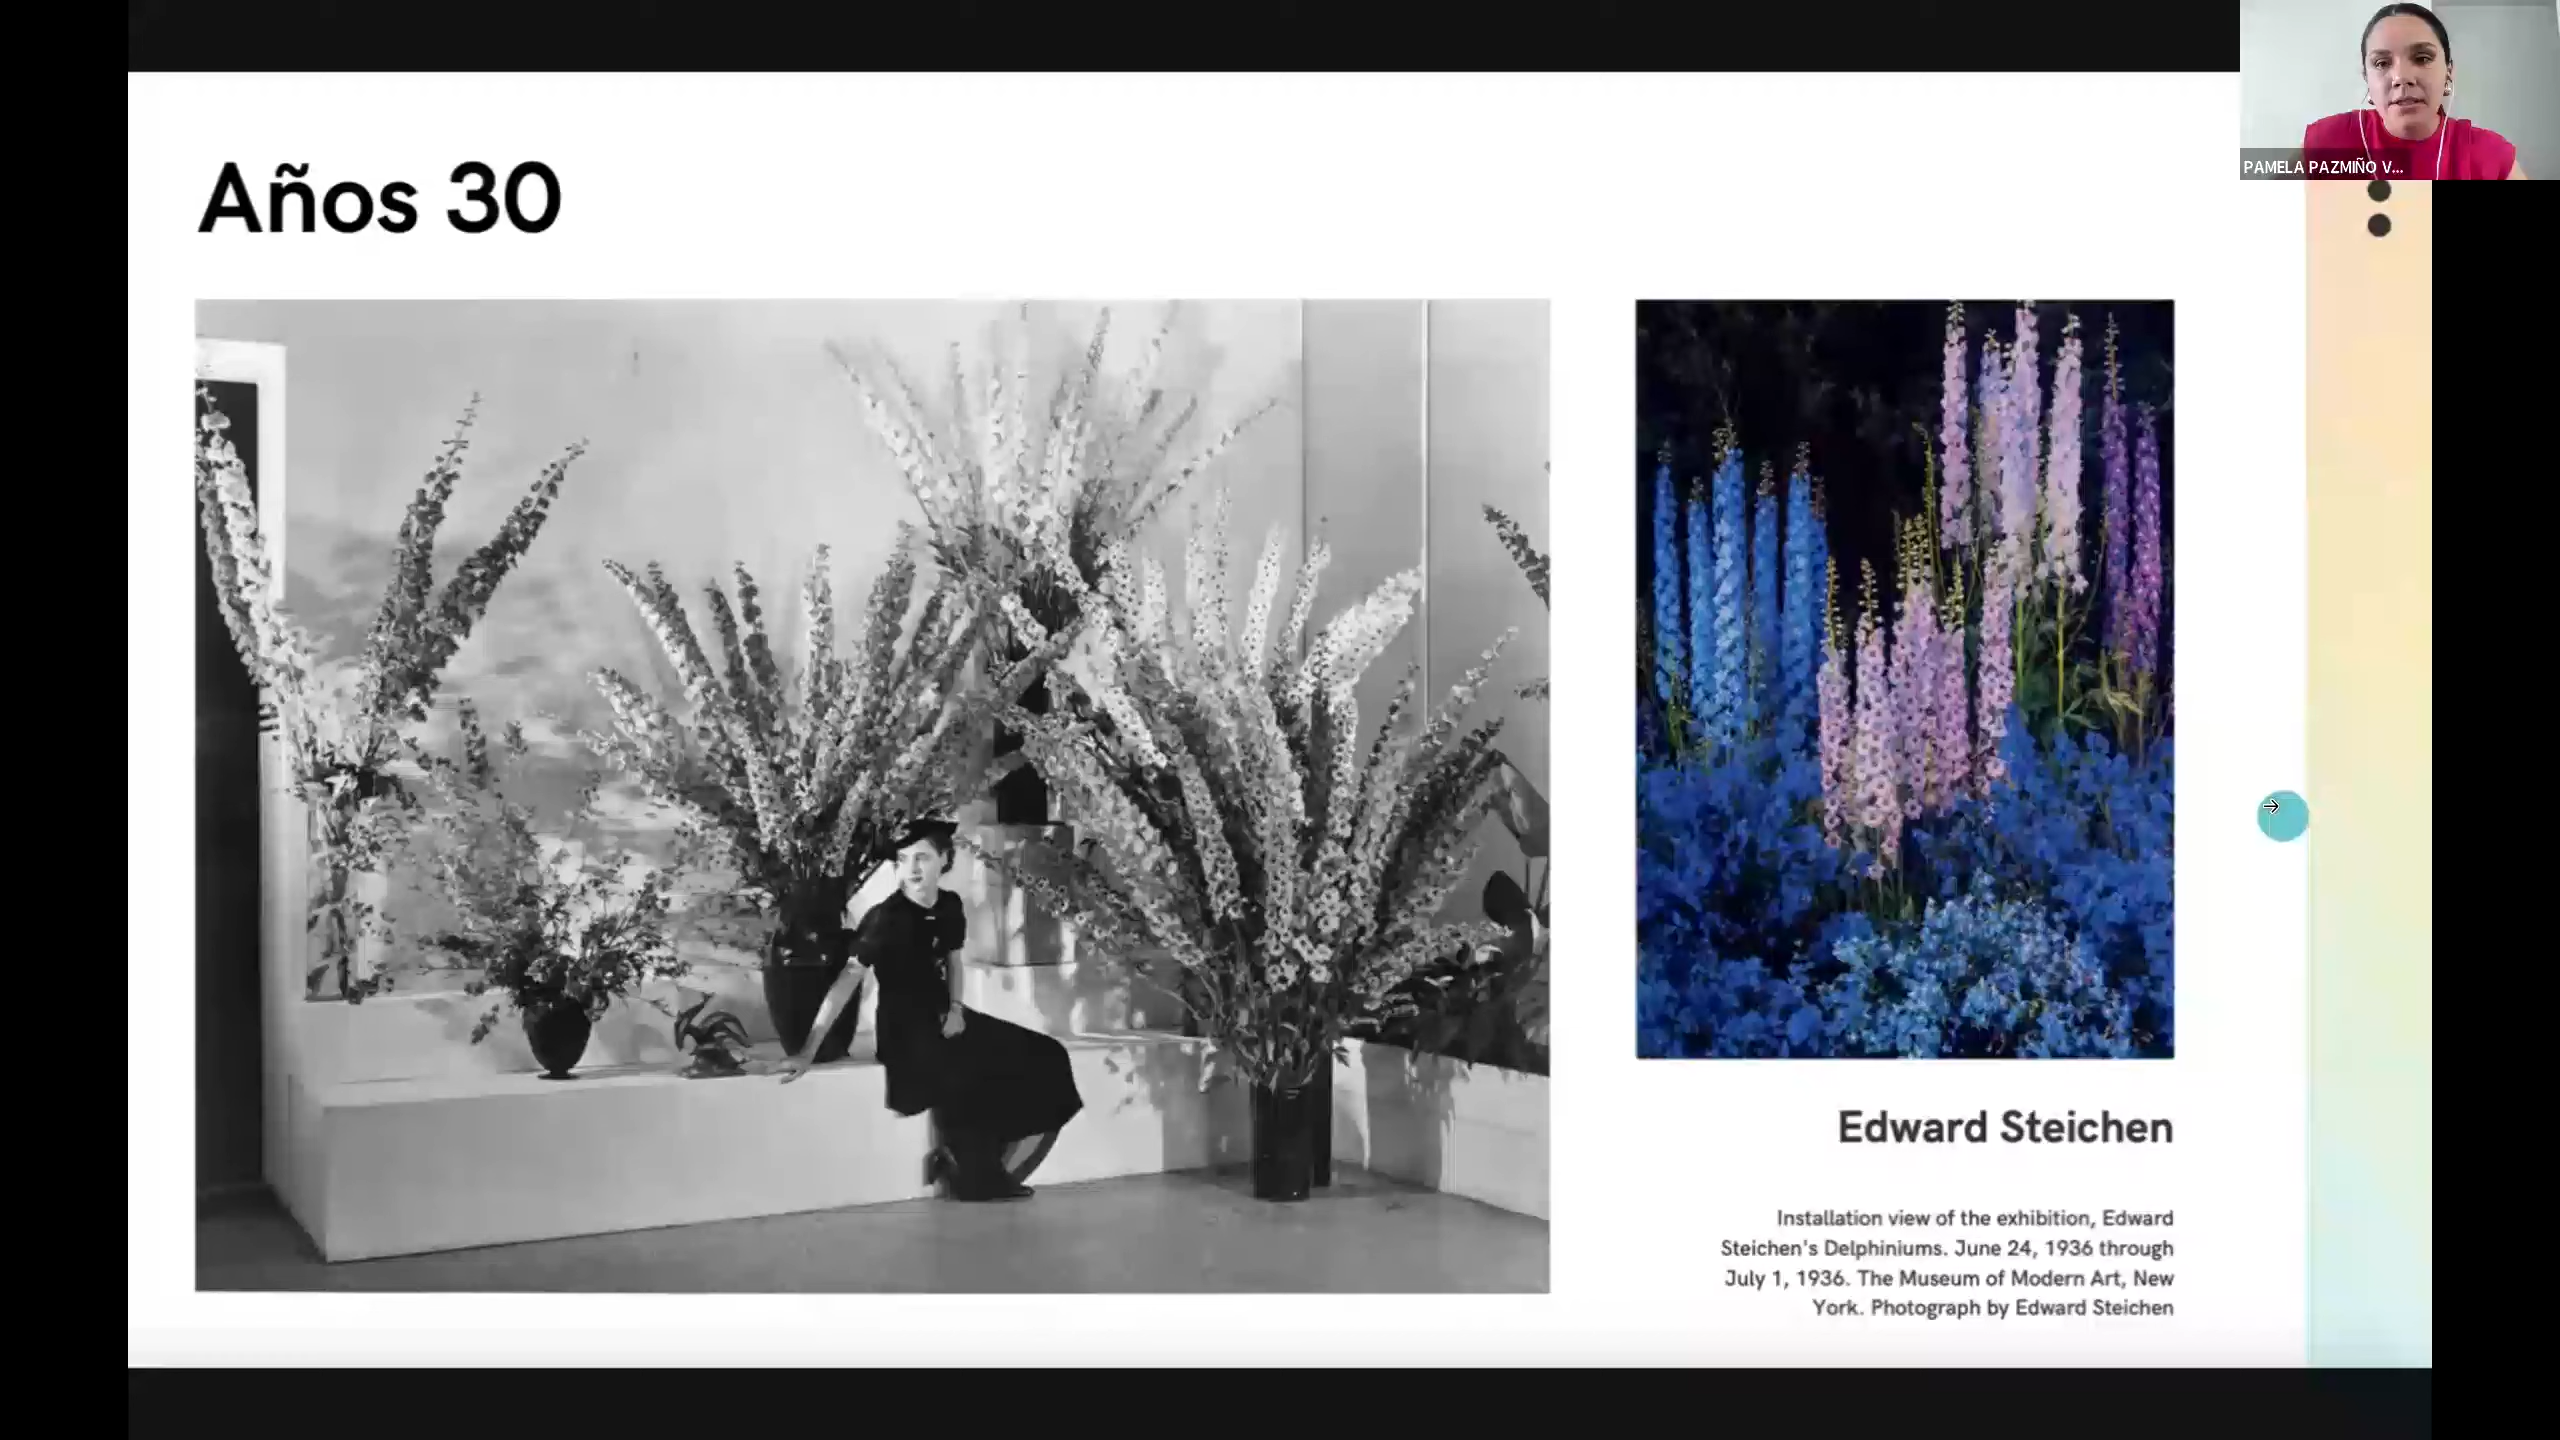 PAMELA PAZMIÑO V...
Años 30
Edward Steichen
Installation view of the exhibition, Edward
Steichen's Delphiniums. June 24, 1936 through
July 1, 1936. The Museum of Modern Art, New
York. Photograph by Edward Steichen